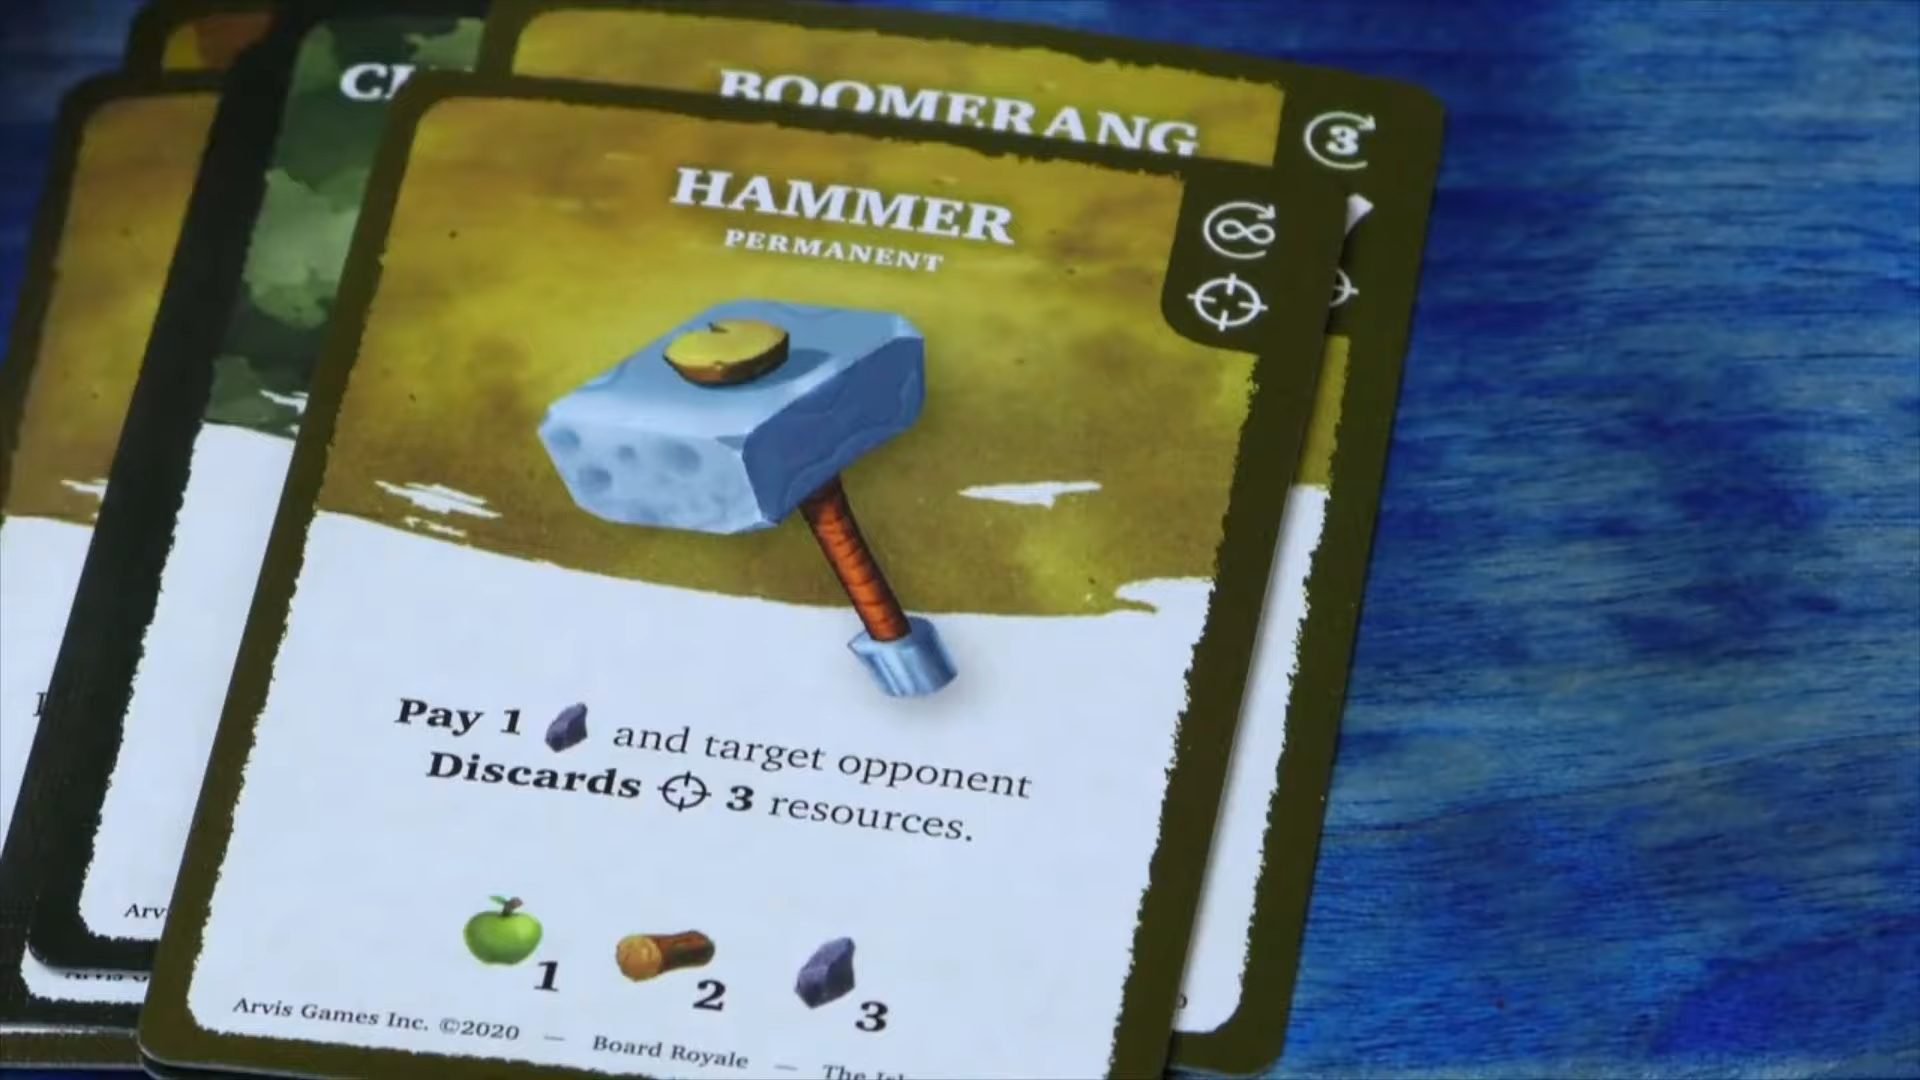 BOOMERANG
3
HAMMER
PERMANENT
Pay 1 and target opponent
Discards 3 resources.
1 2 3
Arvis Games Inc. ©2020 — Board Royale —